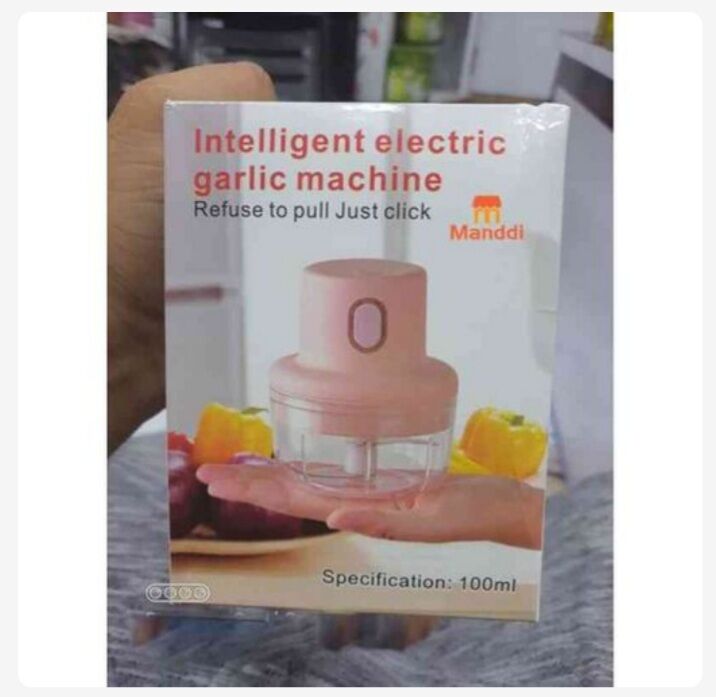 Intelligent electric
garlic machine
Refuse to pull Just click
Manddi
Specification: 100ml